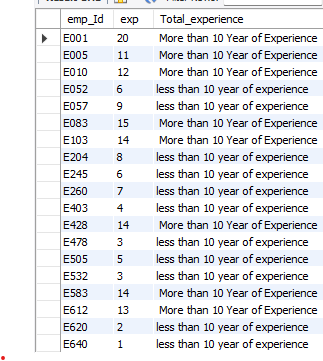 emp_Id exp Total_experience
E001 20 More than 10 Year of Experience
E005 11 More than 10 Year of Experience
E010 12 More than 10 Year of Experience
E052 6 less than 10 year of experience
E057 9 less than 10 year of experience
E083 15 More than 10 Year of Experience
E103 14 More than 10 Year of Experience
E204 8 less than 10 year of experience
E245 6 less than 10 year of experience
E260 7 less than 10 year of experience
E403 4 less than 10 year of experience
E428 14 More than 10 Year of Experience
E478 3 less than 10 year of experience
E505 5 less than 10 year of experience
E532 3 less than 10 year of experience
E583 14 More than 10 Year of Experience
E612 13 More than 10 Year of Experience
E620 2 less than 10 year of experience
E640 1 less than 10 year of experience